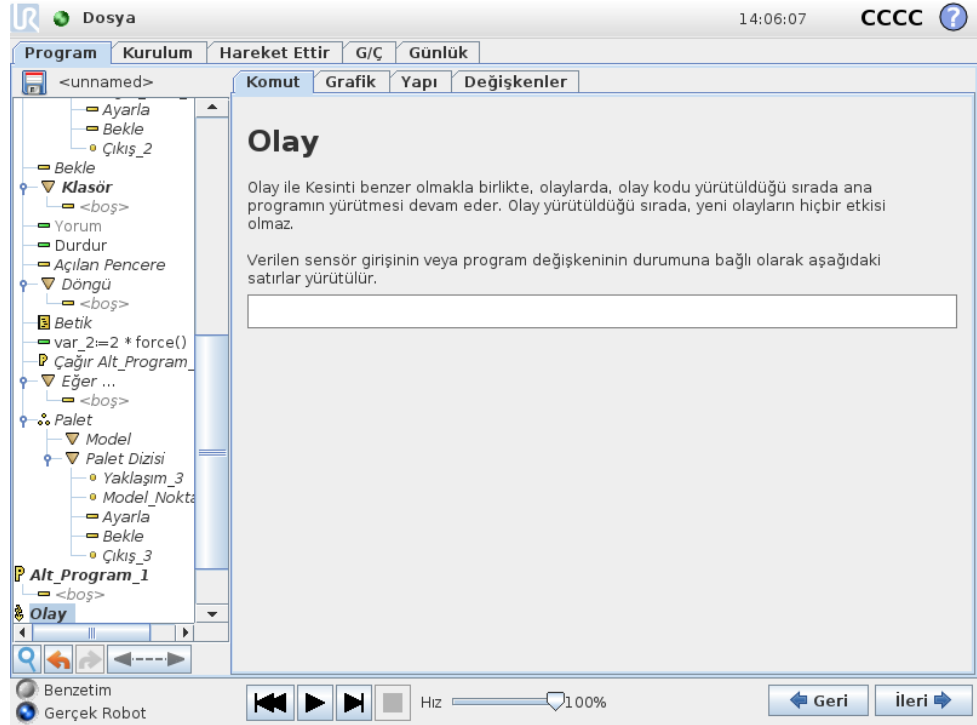 UR Dosya 14:06:07 CCCC ?
Program Kurulum Hareket Ettir G/Ç Günlük
<unnamed>
Komut Grafik Yapı Değişkenler
Ayarla
Bekle
Çıkış_2
Bekle
Klasör
<boş>
Yorum
Durdur
Açılan Pencere
Döngü
<boş>
Betik
var_2:=2 * force()
Çağır Alt_Program_
Eğer ...
<boş>
Palet
Model
Palet Dizisi
Yaklaşım_3
Model_Nokta
Ayarla
Bekle
Çıkış_3
Alt_Program_1
<boş>
Olay
Olay
Olay ile Kesinti benzer olmakla birlikte, olaylarda, olay kodu yürütüldüğü sırada ana
programın yürütmesi devam eder. Olay yürütüldüğü sırada, yeni olayların hiçbir etkisi
olmaz.
Verilen sensör girişinin veya program değişkeninin durumuna bağlı olarak aşağıdaki
satırlar yürütülür.
Benzetim
Gerçek Robot
Hız 100%
Geri İleri